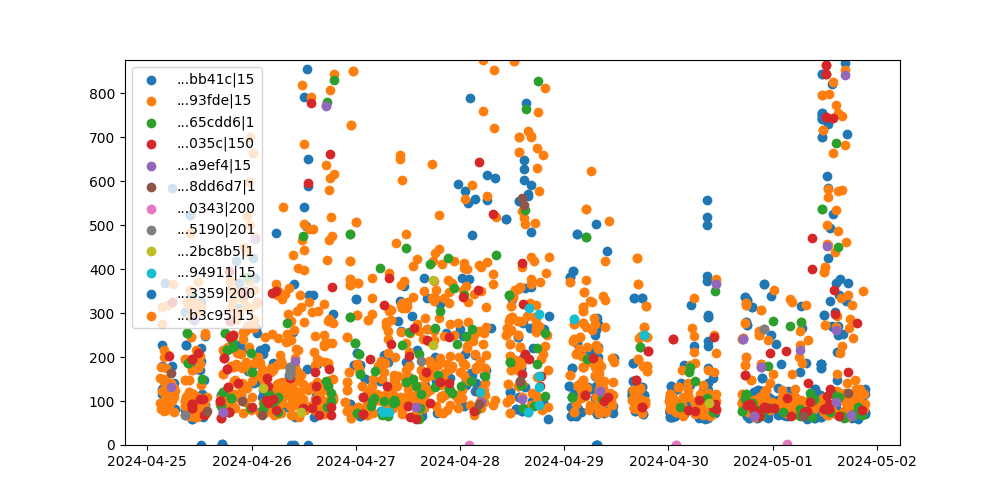 800
700
600
500
400
300
200
100
0
...bb41c|15
...93fde|15
...65cdd6|1
...035c|150
...a9ef4|15
...8dd6d7|1
...0343|200
...5190|201
...2bc8b5|1
...94911|15
...3359|200
...b3c95|15
2024-04-25
2024-04-26
2024-04-27
2024-04-28
2024-04-29
2024-04-30
2024-05-01
2024-05-02